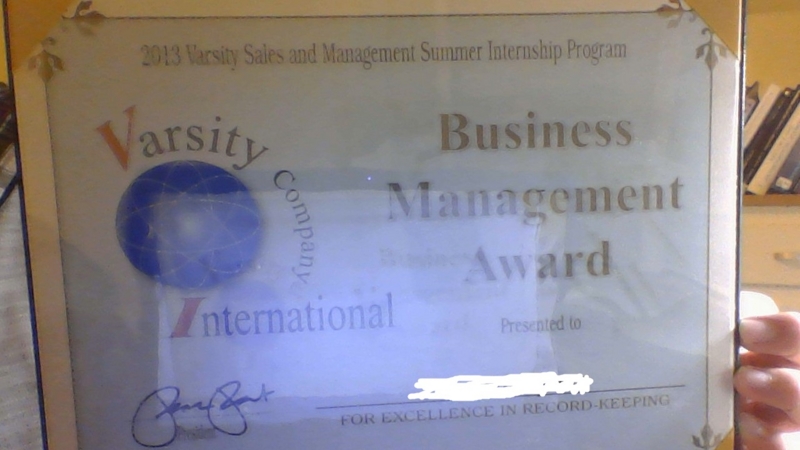 2013 Varsity Sales and Management Summer Internship Program
Varsity
Company
International
Business
Management
Award
Presented to
FOR EXCELLENCE IN RECORD-KEEPING